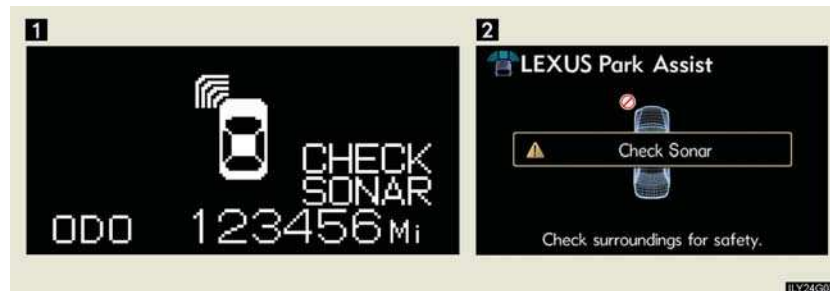 1
CHECK
SONAR
ODO 123456 Mi
2
LEXUS Park Assist
Check Sonar
Check surroundings for safety.